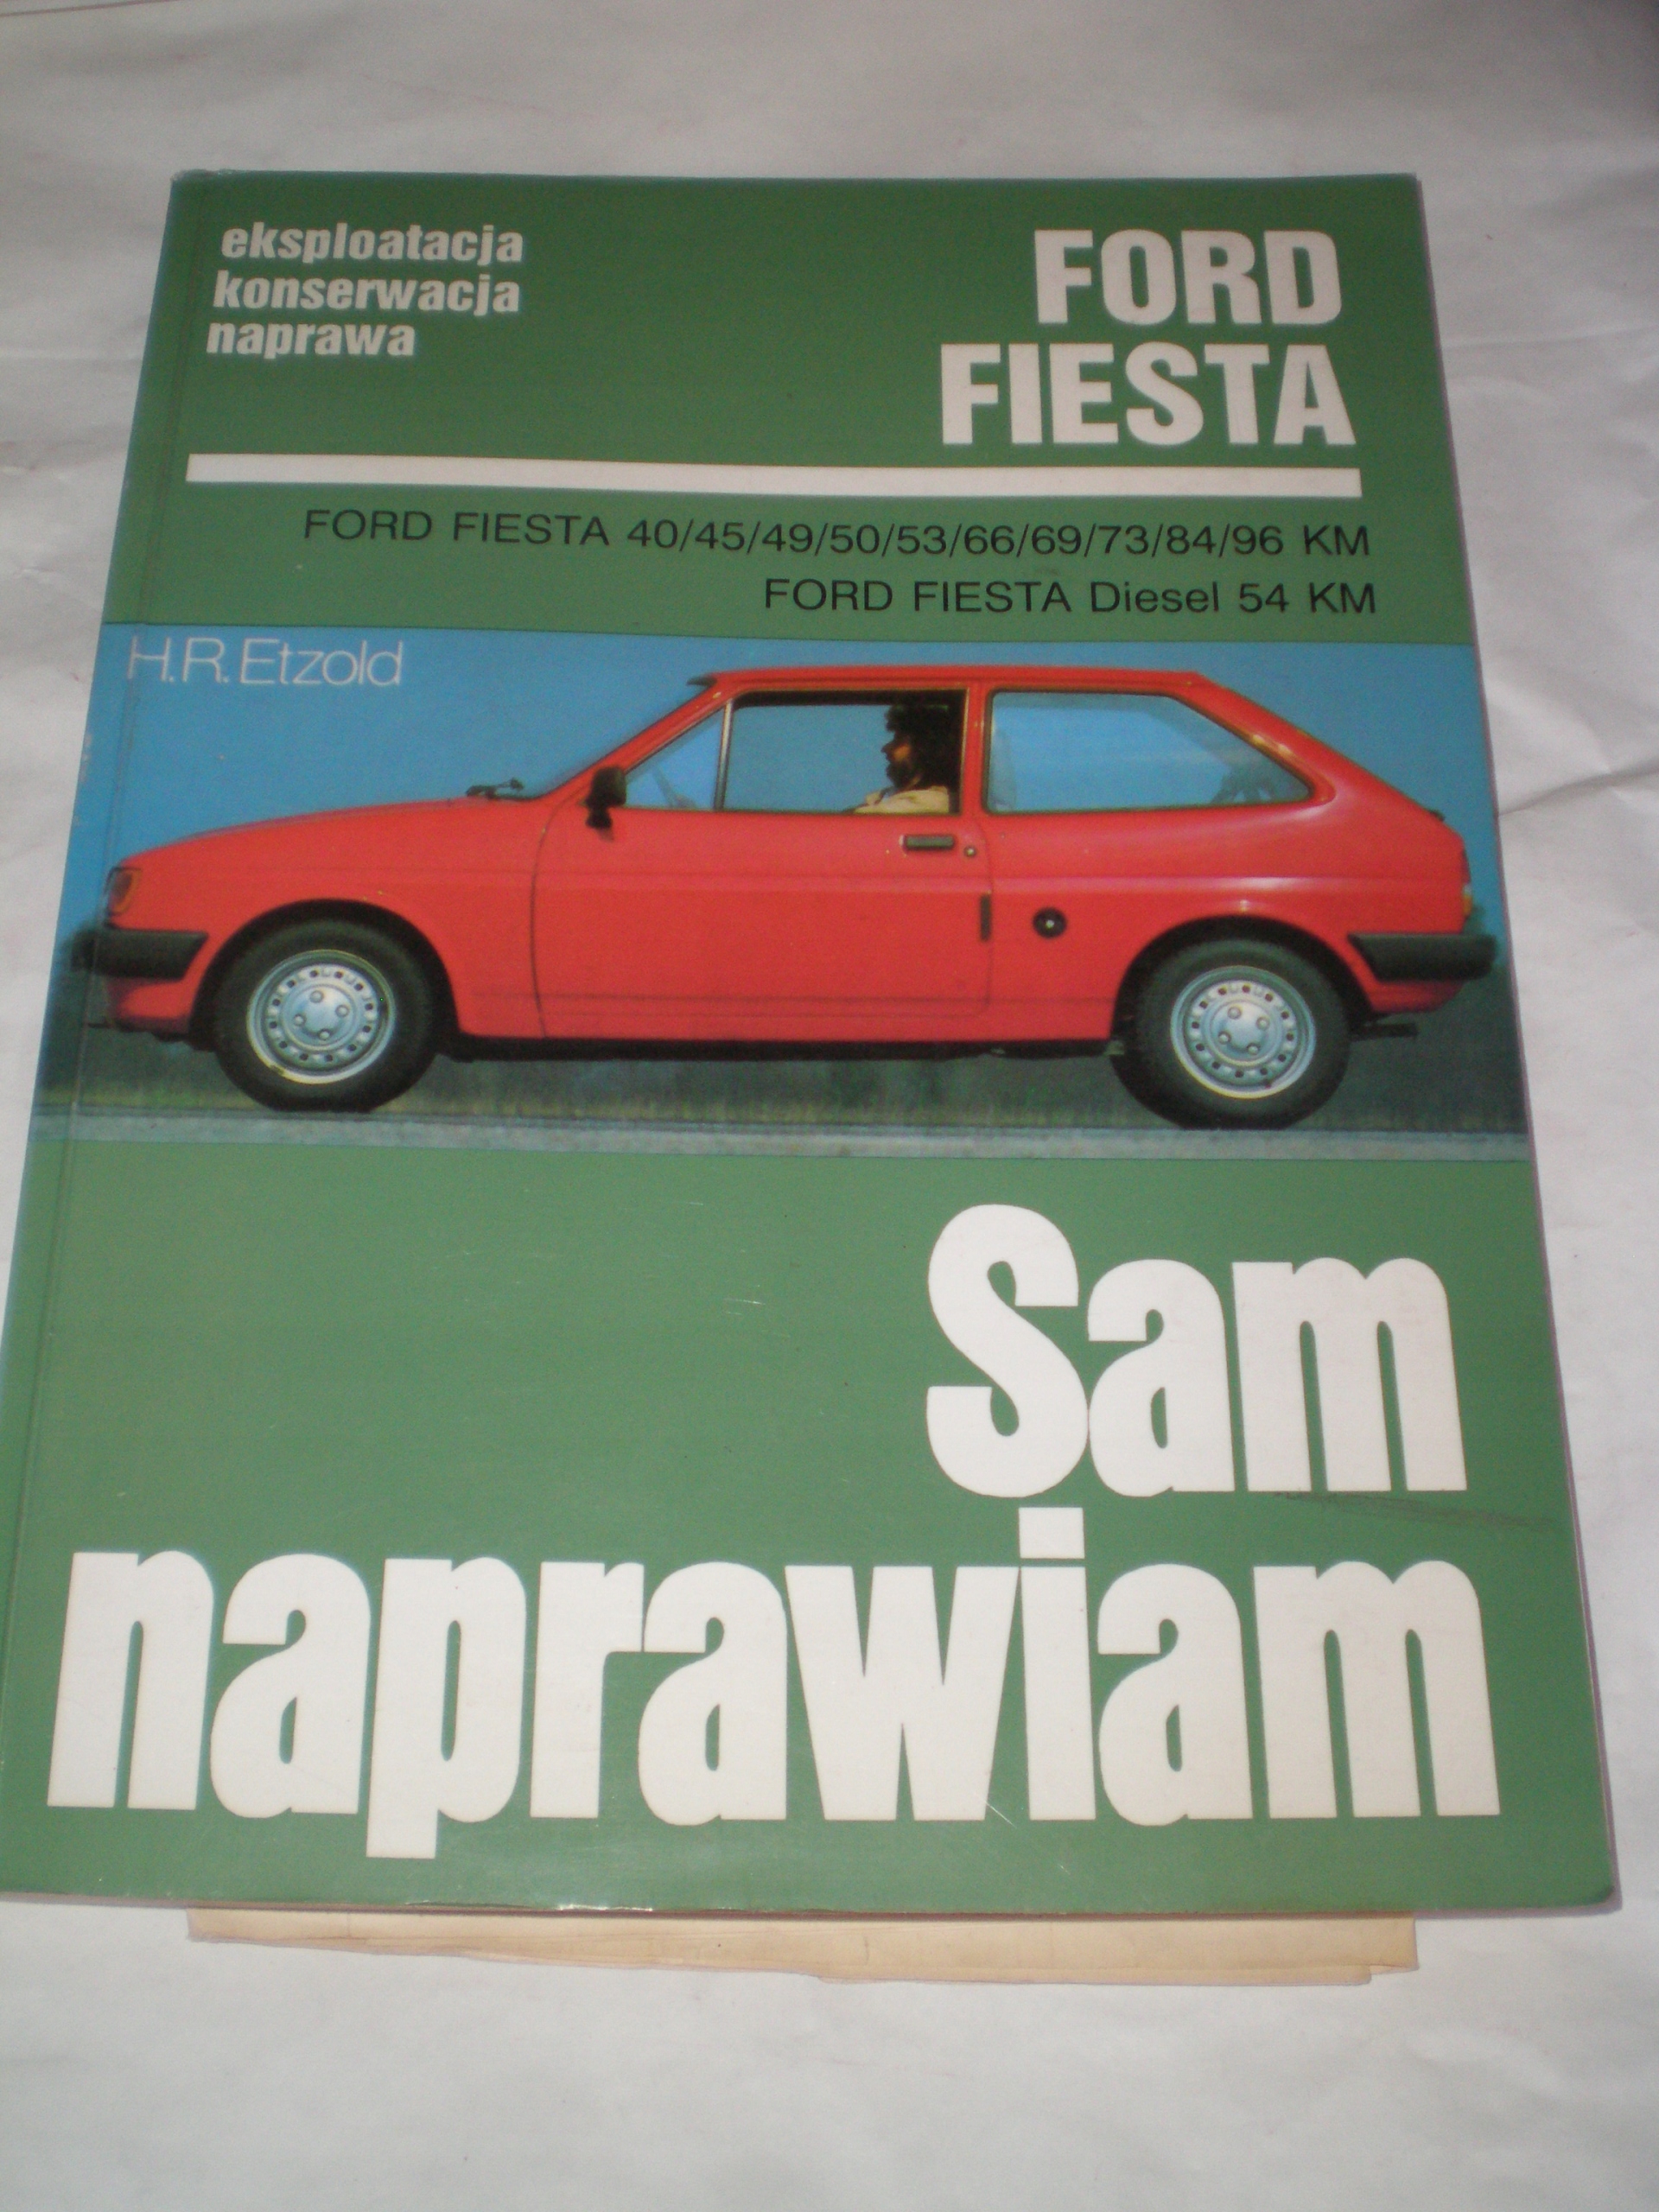 eksploatacja
konserwacja
naprawa
FORD
FIESTA
FORD FIESTA 40/45/49/50/53/66/69/73/84/96 KM
FORD FIESTA Diesel 54 KM
H.R.Etzold
Sam
naprawiam